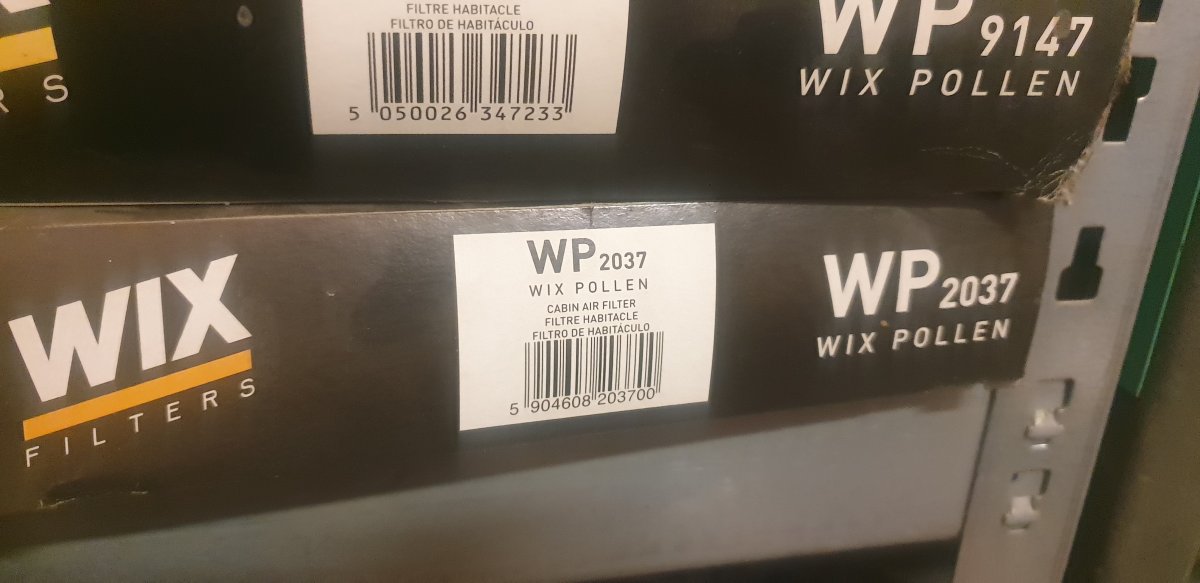 FILTRE HABITACLE
FILTRO DE HABITÁCULO
5 050026 347233
WP 9147
WIX POLLEN
RS
WIX
FILTERS
WP 2037
WIX POLLEN
CABIN AIR FILTER
FILTRE HABITACLE
FILTRO DE HABITÁCULO
5 904608 203700
WP 2037
WIX POLLEN